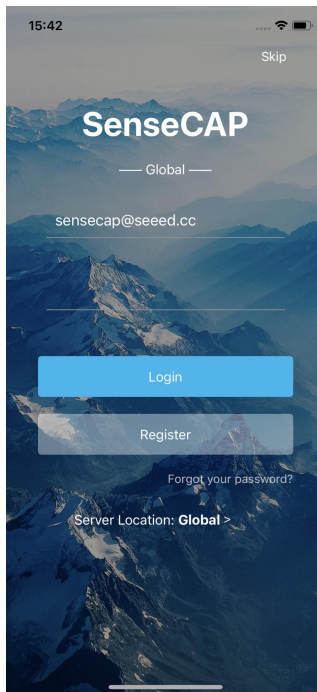 15:42
Skip
SenseCAP
Global
sensecap@seeed.cc
Login
Register
Forgot your password?
Server Location: Global >